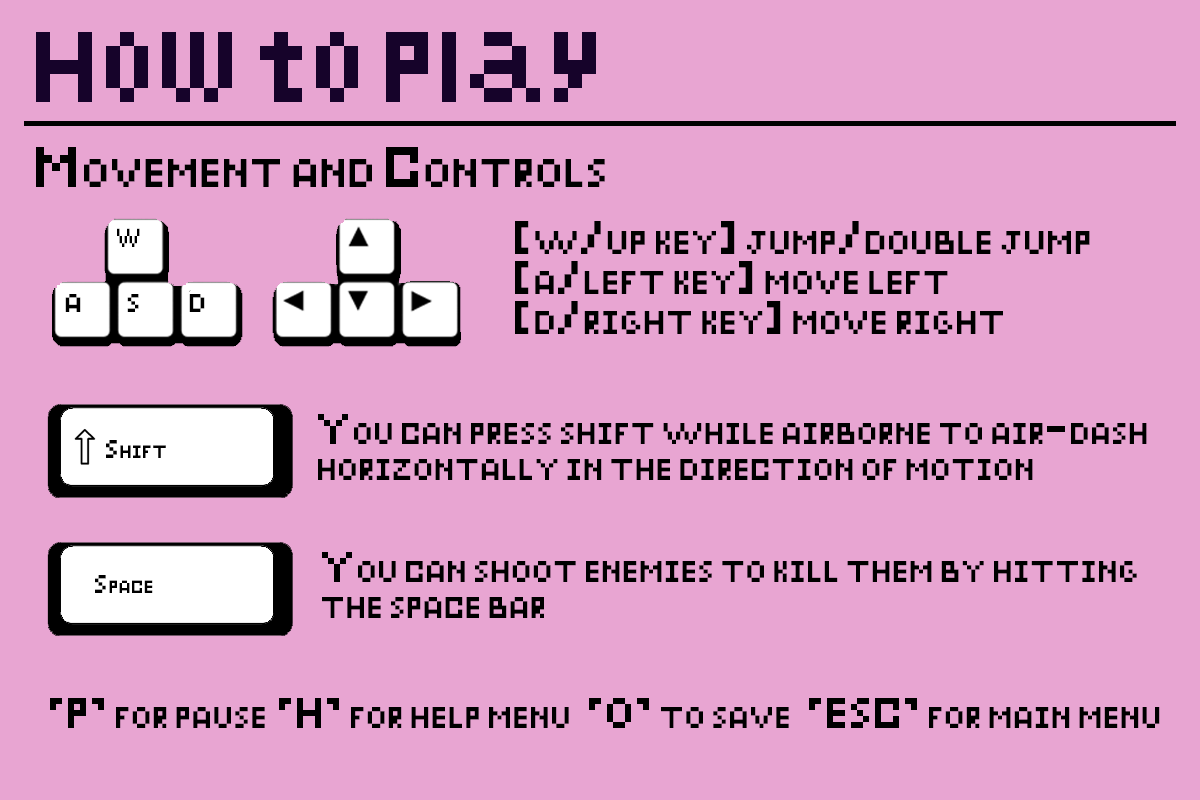 How to Play
Movement and Controls
W
A S D
[W/UP KEY] JUMP/DOUBLE JUMP
[A/LEFT KEY] MOVE LEFT
[D/RIGHT KEY] MOVE RIGHT
Shift
You can press shift while airborne to air-dash
horizontally in the direction of motion
Space
You can shoot enemies to kill them by hitting
the space bar
"P" for pause "H" for help menu "O" to save "ESC" for main menu